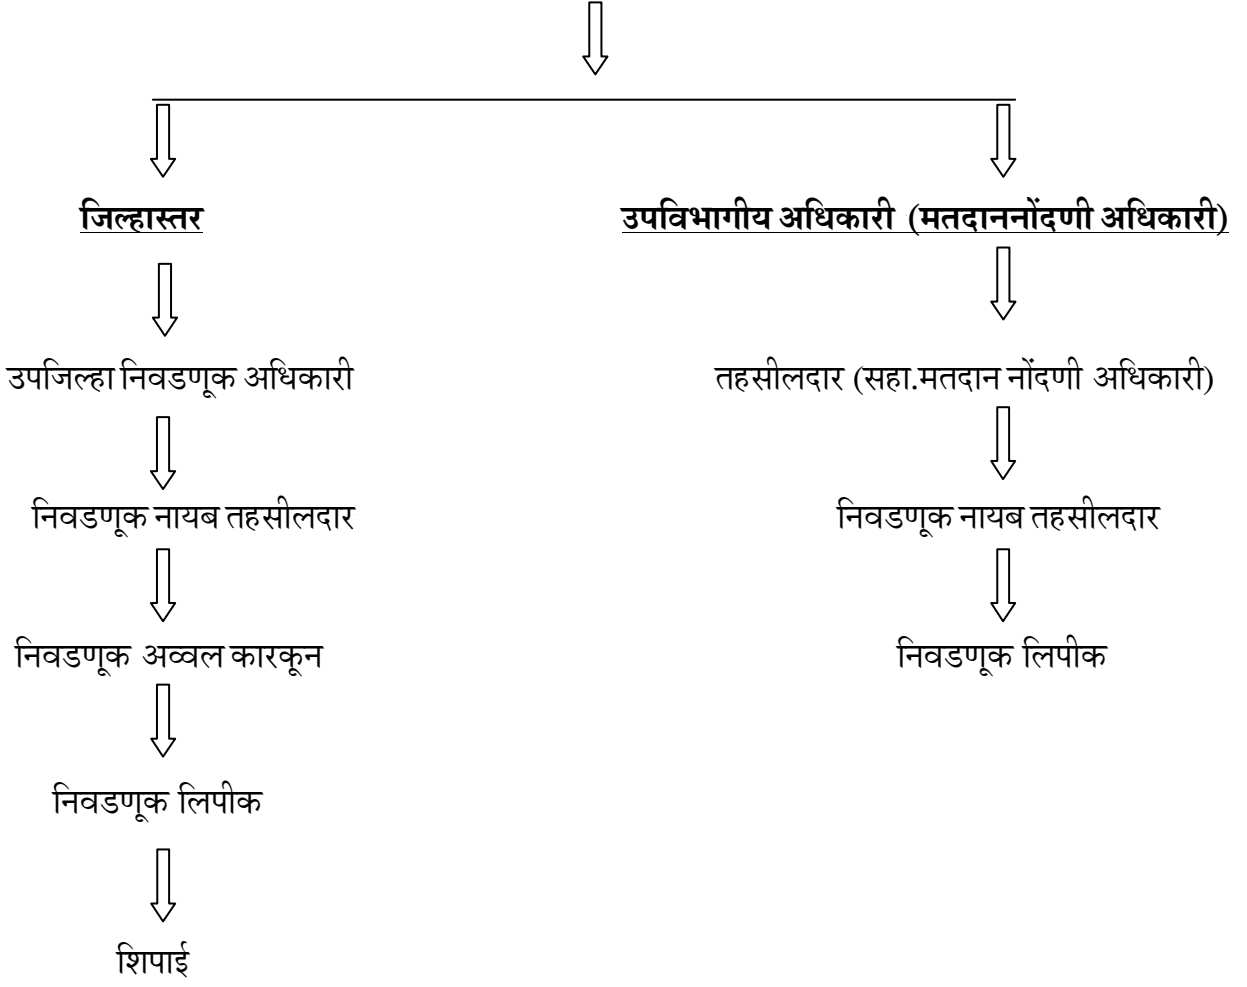 जिल्हास्तर
उपविभागीय अधिकारी (मतदाननोंदणी अधिकारी)
उपजिल्हा निवडणूक अधिकारी
तहसीलदार (सहा.मतदान नोंदणी अधिकारी)
निवडणूक नायब तहसीलदार
निवडणूक नायब तहसीलदार
निवडणूक अव्वल कारकून
निवडणूक लिपीक
निवडणूक लिपीक
शिपाई